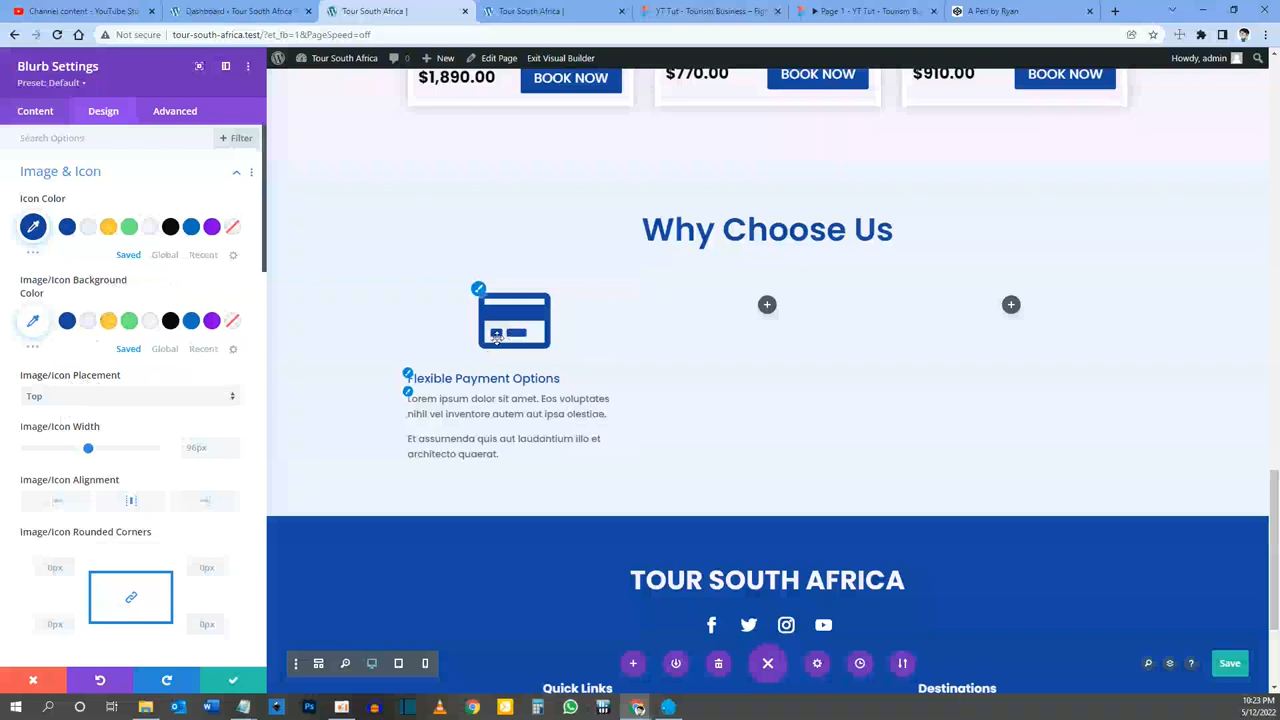 YouTube Content - Studi
Dashboard ‹ Tour South Africa
Tour South Africa |
Tour South Africa |
YT Tut - Tourism Business – Fig
Page 1 - YT Tut - Tourism B
A Pen by Ryan
Not secure | tour-south-africa.test/?et_fb=1&PageSpeed=off
Tour South Africa 0 New Edit Page Exit Visual Builder Howdy, admin
Blurb Settings
Preset: Default
Content Design Advanced
Search Options + Filter
Image & Icon
Icon Color
Saved Global Recent
Image/Icon Background
Color
Saved Global Recent
Image/Icon Placement
Top
Image/Icon Width
96px
Image/Icon Alignment
Image/Icon Rounded Corners
0px 0px
0px 0px
$1,890.00 BOOK NOW $770.00 BOOK NOW $910.00 BOOK NOW
Why Choose Us
Flexible Payment Options
Lorem ipsum dolor sit amet. Eos voluptates
nihil vel inventore autem aut ipsa olestiae.
Et assumenda quis aut laudantium illo et
architecto quaerat.
TOUR SOUTH AFRICA
Save
Quick Links Destinations
10:23 PM
5/12/2022